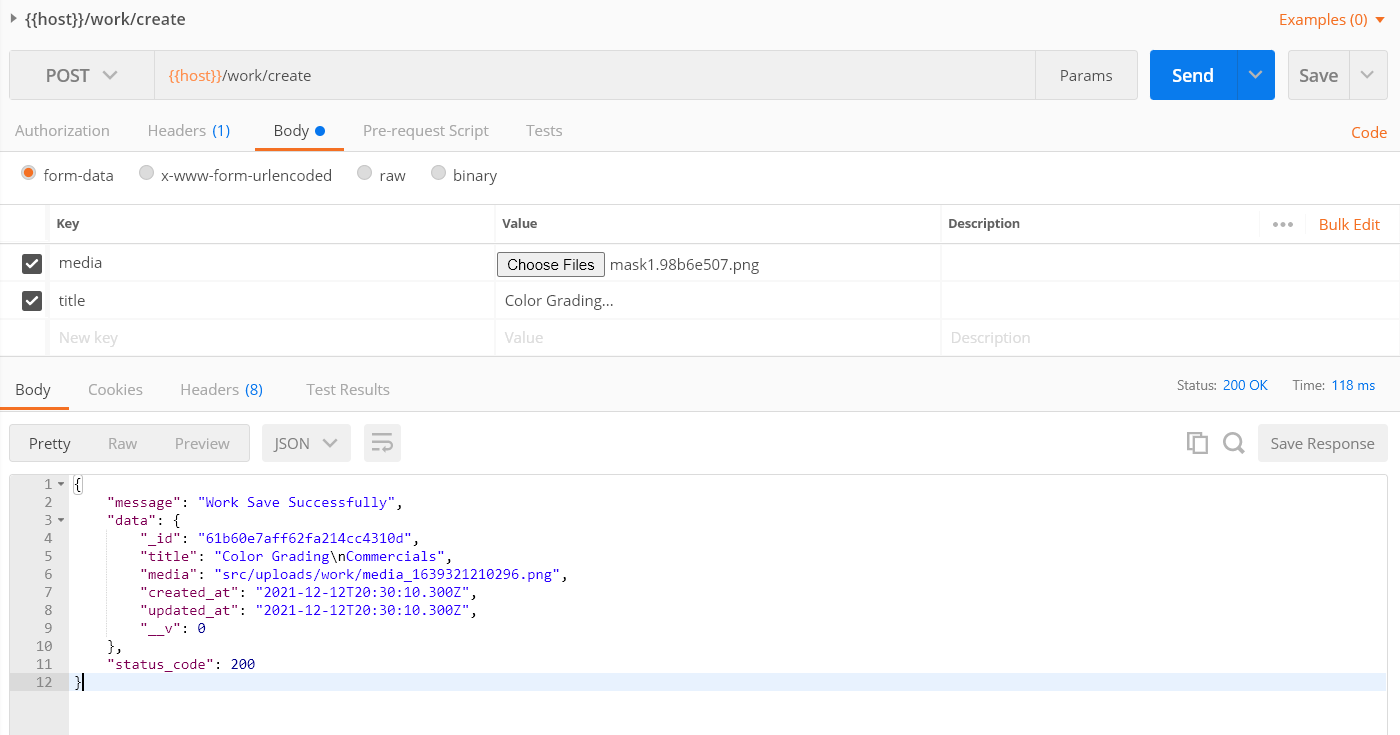 {{host}}/work/create Examples (0)
POST {{host}}/work/create Params Send Save
Authorization Headers (1) Body Pre-request Script Tests Code
form-data x-www-form-urlencoded raw binary
Key Value Description ••• Bulk Edit
media Choose Files mask1.98b6e507.png
title Color Grading...
New key Value Description
Body Cookies Headers (8) Test Results Status: 200 OK Time: 118 ms
Pretty Raw Preview JSON Save Response
1 {
2 "message": "Work Save Successfully",
3 "data": {
4 "_id": "61b60e7aff62fa214cc4310d",
5 "title": "Color Grading\nCommercials",
6 "media": "src/uploads/work/media_1639321210296.png",
7 "created_at": "2021-12-12T20:30:10.300Z",
8 "updated_at": "2021-12-12T20:30:10.300Z",
9 "__v": 0
10 },
11 "status_code": 200
12 }